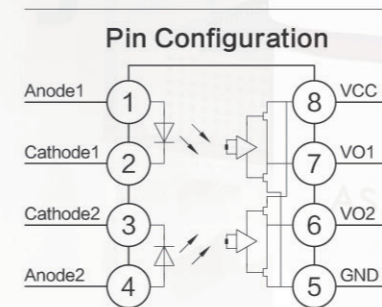 Pin Configuration
Anode1 1 8 VCC
Cathode1 2 7 VO1
Cathode2 3 6 VO2
Anode2 4 5 GND